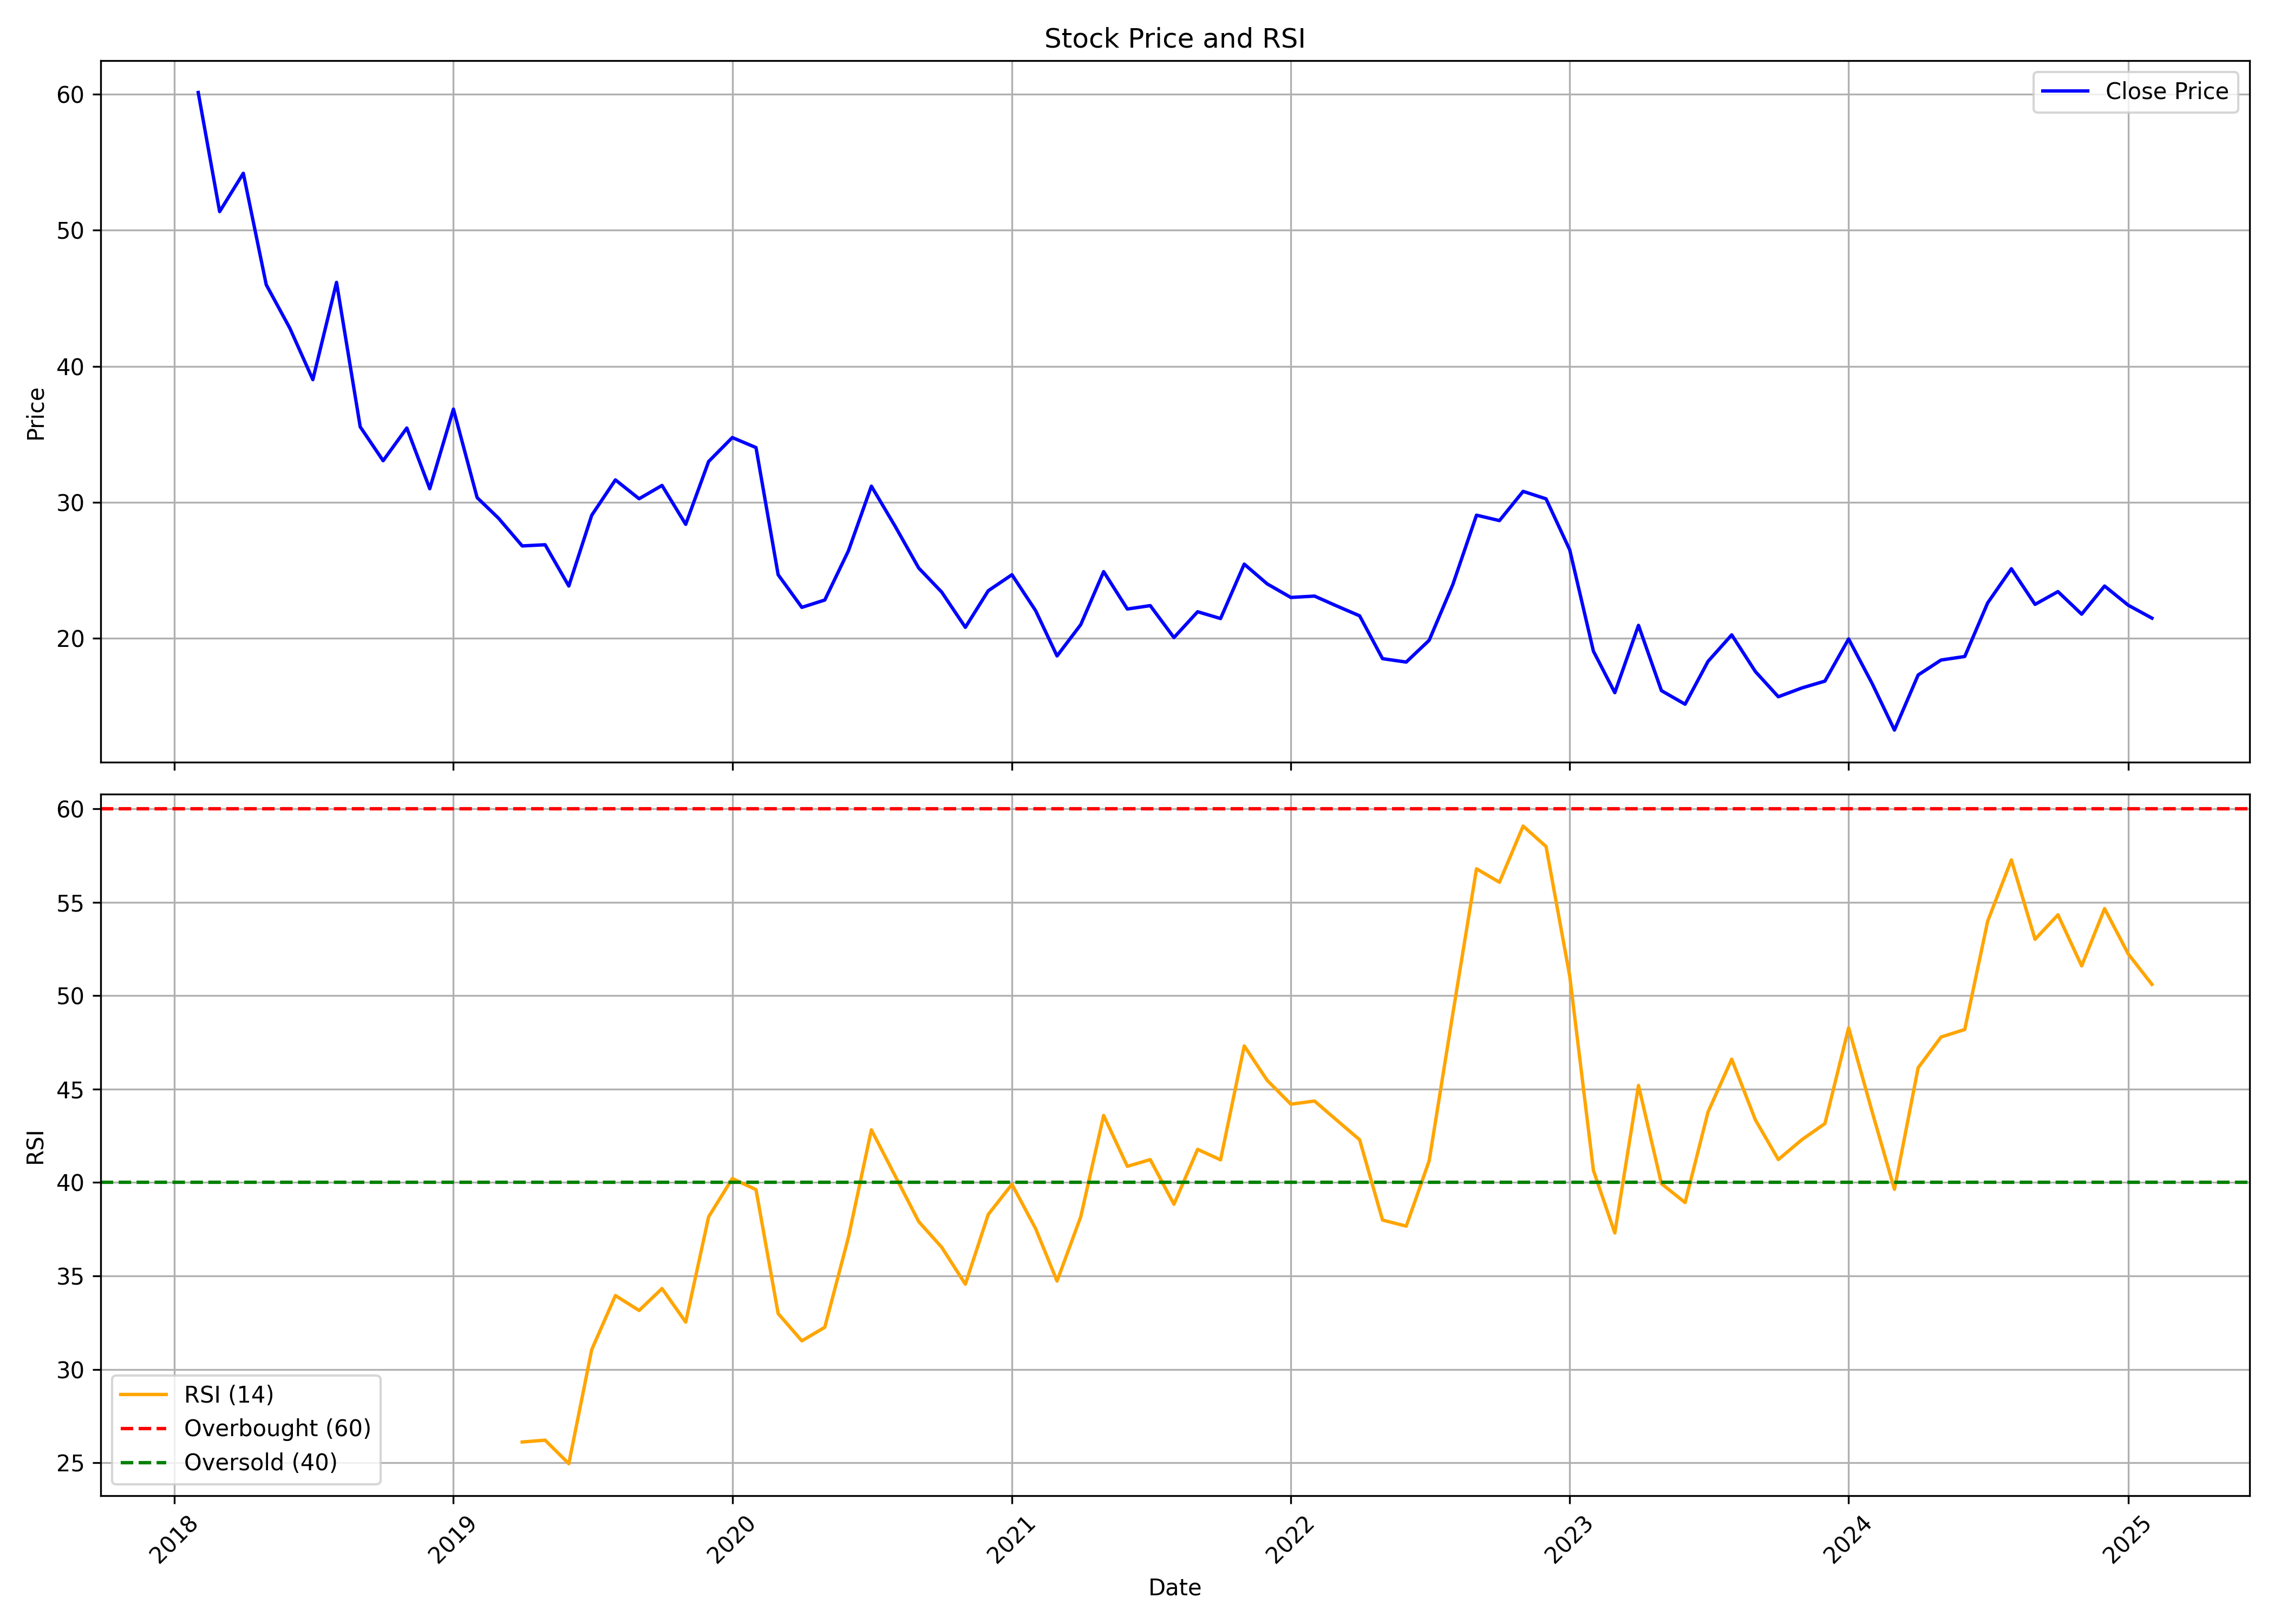 Stock Price and RSI
Close Price
Price
60
50
40
30
20
RSI
60
55
50
45
40
35
30
25
RSI (14)
Overbought (60)
Oversold (40)
2018
2019
2020
2021
2022
2023
2024
2025
Date